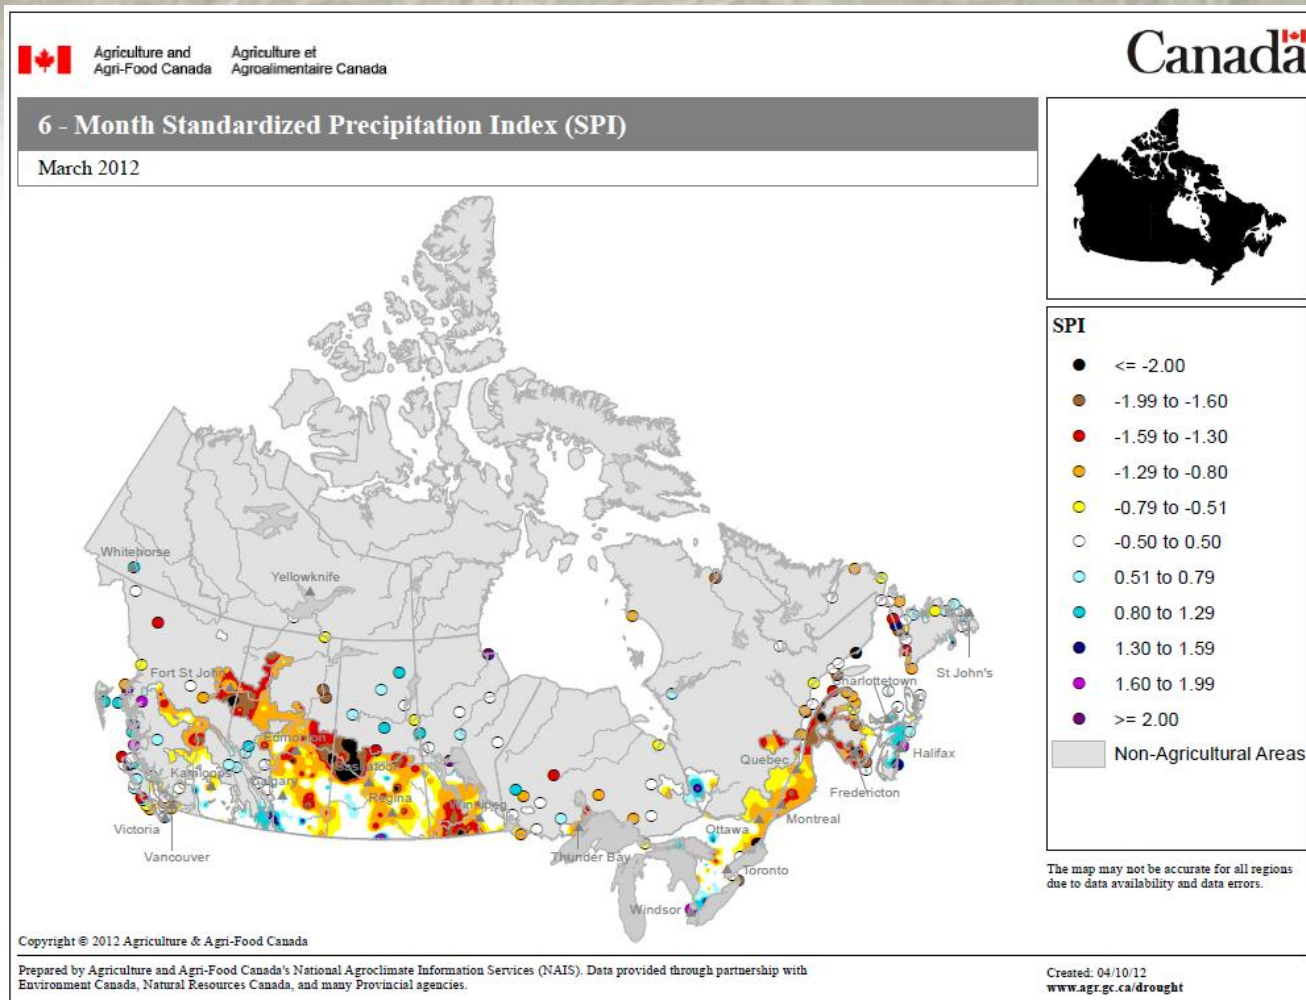 Agriculture and
Agri-Food Canada
Agriculture et
Agroalimentaire Canada
Canada
6 - Month Standardized Precipitation Index (SPI)
March 2012
Whitehorse
Yellowknife
Fort St John
Edmonton
Saskatoon
Kamloops
Calgary
Regina
Winnipeg
Victoria
Vancouver
Thunder Bay
Windsor
Toronto
Ottawa
Montreal
Quebec
Fredericton
Halifax
Charlottetown
St John's
SPI
<= -2.00
-1.99 to -1.60
-1.59 to -1.30
-1.29 to -0.80
-0.79 to -0.51
-0.50 to 0.50
0.51 to 0.79
0.80 to 1.29
1.30 to 1.59
1.60 to 1.99
>= 2.00
Non-Agricultural Areas
The map may not be accurate for all regions
due to data availability and data errors.
Copyright © 2012 Agriculture & Agri-Food Canada
Prepared by Agriculture and Agri-Food Canada's National Agroclimate Information Services (NAIS). Data provided through partnership with
Environment Canada, Natural Resources Canada, and many Provincial agencies.
Created: 04/10/12
www.agr.gc.ca/drought